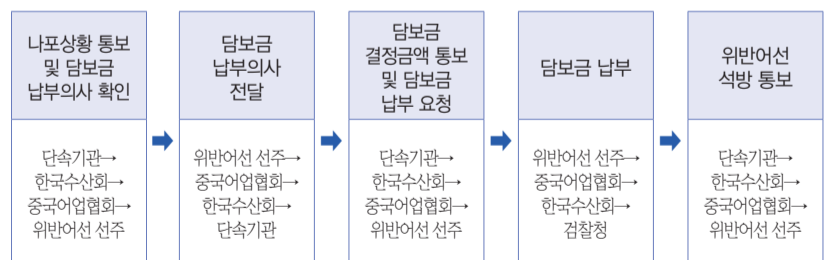 나포상황 통보
및 담보금
납부의사 확인
단속기관→
한국수산회→
중국어업협회→
위반어선 선주
담보금
납부의사
전달
위반어선 선주→
중국어업협회→
한국수산회→
단속기관
담보금
결정금액 통보
및 담보금
납부 요청
단속기관→
한국수산회→
중국어업협회→
위반어선 선주
담보금 납부
위반어선 선주→
중국어업협회→
한국수산회→
검찰청
위반어선
석방 통보
단속기관→
한국수산회→
중국어업협회→
위반어선 선주